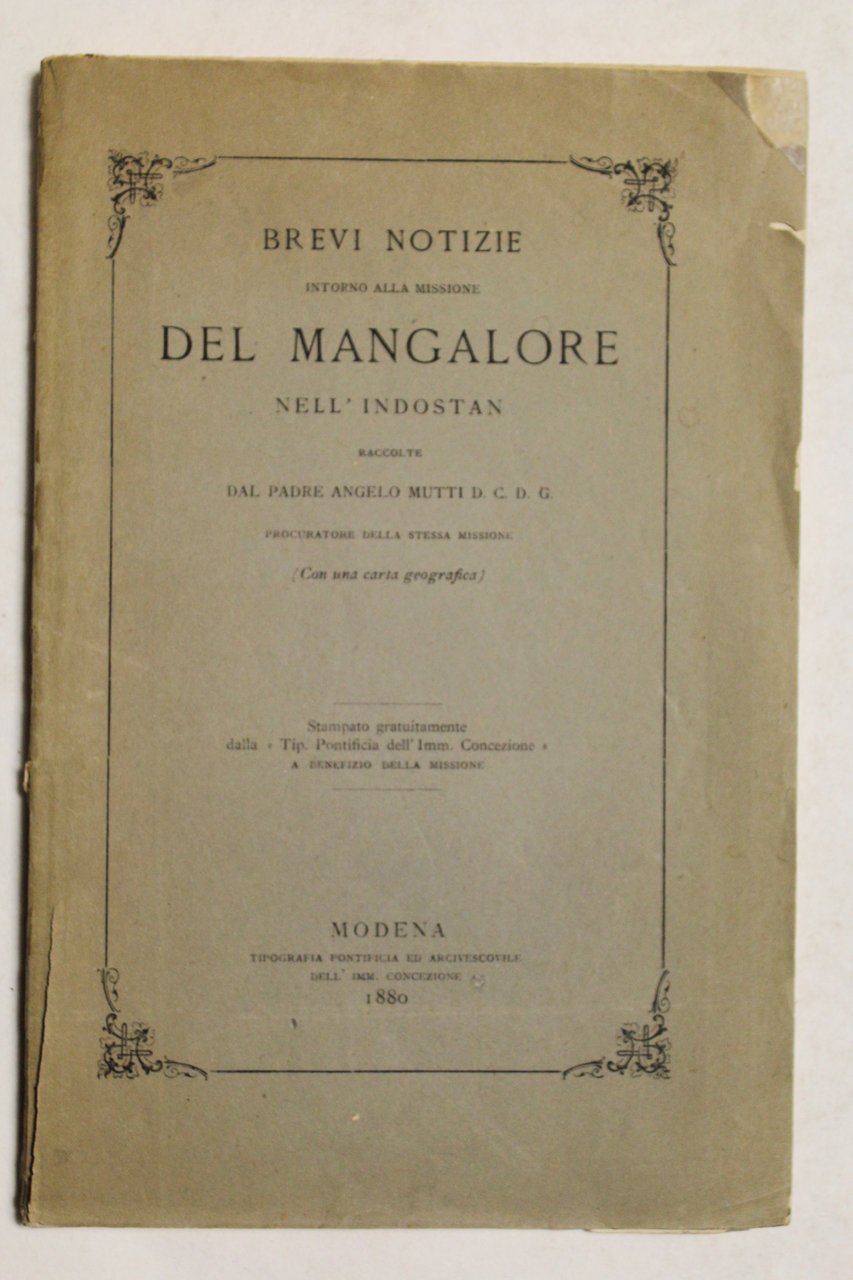 BREVI NOTIZIE
INTORNO ALLA MISSIONE
DEL MANGALORE
NELL' INDOSTAN
RACCOLTE
DAL PADRE ANGELO MUTTI D. C. D. G.
PROCURATORE DELLA STESSA MISSIONE
(Con una carta geografica)
Stampato gratuitamente
dalla « Tip. Pontificia dell' Imm. Concezione »
A BENEFIZIO DELLA MISSIONE
MODENA
TIPOGRAFIA PONTIFICIA ED ARCIVESCOVILE
DELL' IMM. CONCEZIONE
1880